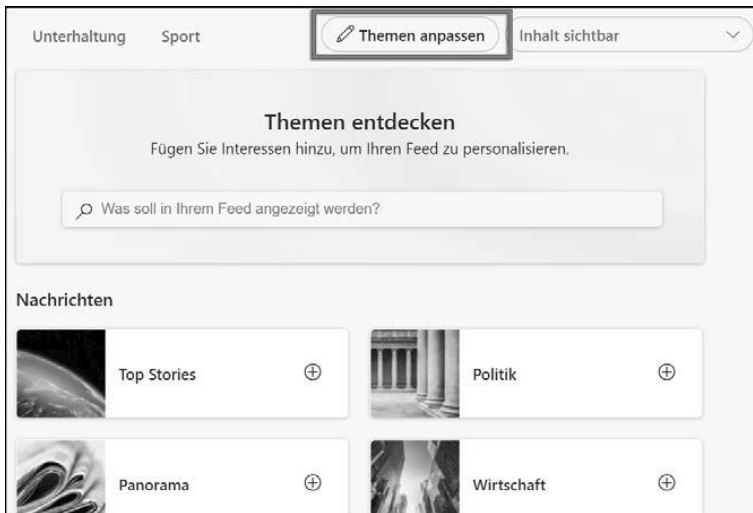 Unterhaltung Sport Themen anpassen Inhalt sichtbar
Themen entdecken
Fügen Sie Interessen hinzu, um Ihren Feed zu personalisieren.
Was soll in Ihrem Feed angezeigt werden?
Nachrichten
Top Stories Politik
Panorama Wirtschaft